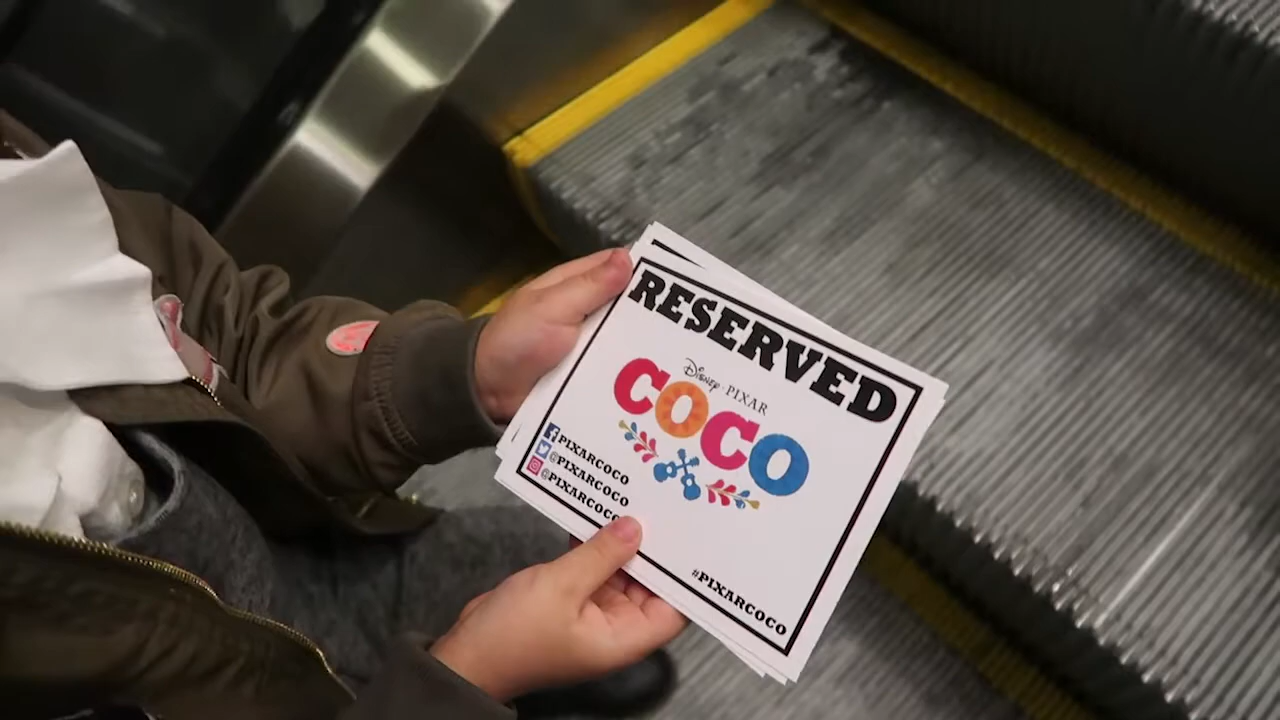 RESERVED
Disney · PIXAR
COCO
PIXARCOCO
@PIXARCOCO
@PIXARCOCO
#PIXARCOCO